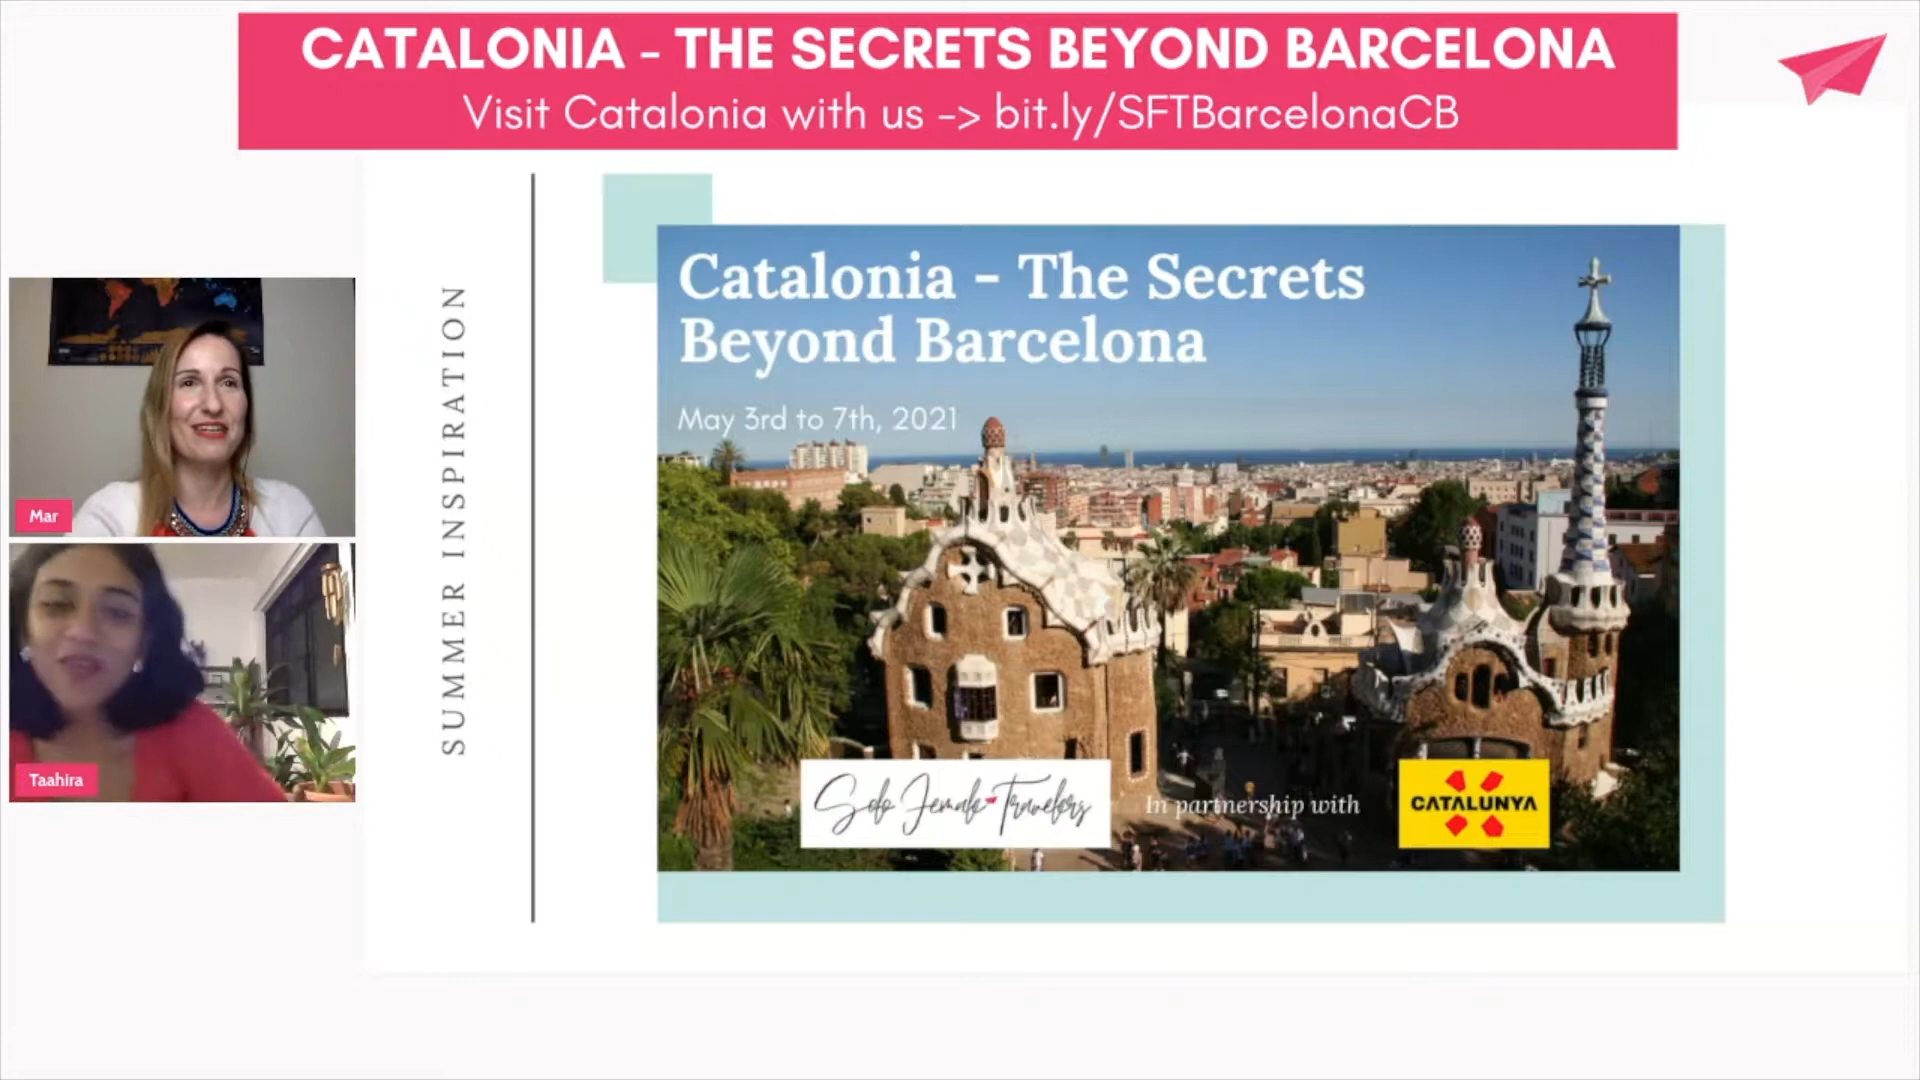 CATALONIA - THE SECRETS BEYOND BARCELONA
Visit Catalonia with us -> bit.ly/SFTBarcelonaCB
Mar
Taahira
SUMMER INSPIRATION
Catalonia - The Secrets
Beyond Barcelona
May 3rd to 7th, 2021
Solo Female Travelers
In partnership with
CATALUNYA